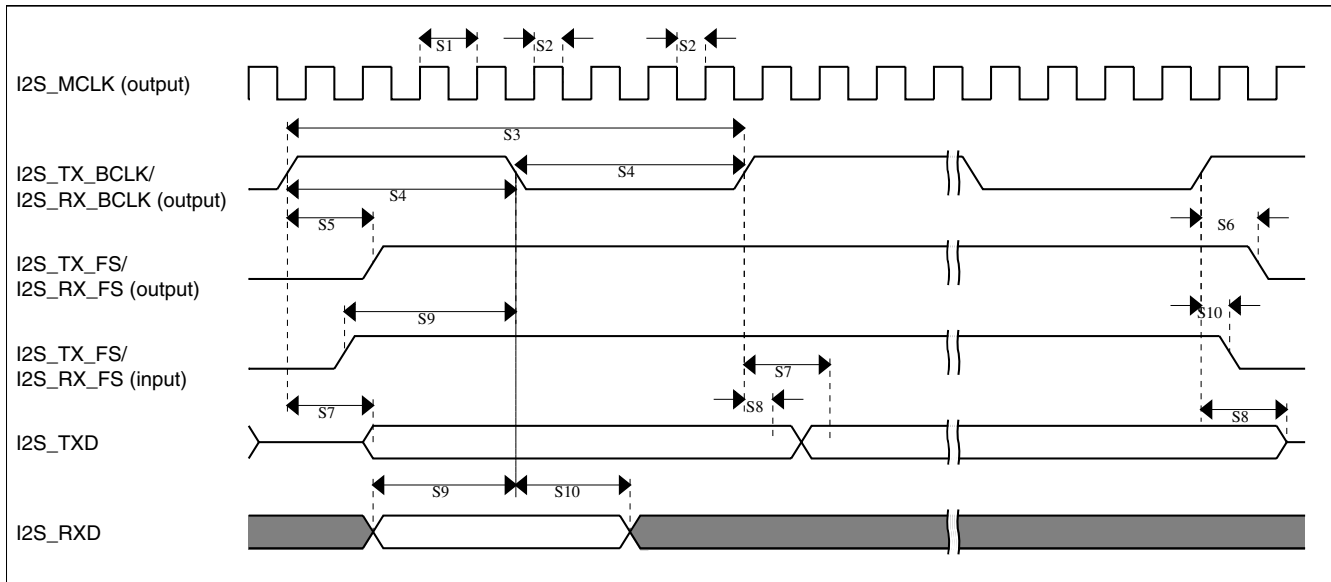 S1
S2
S2
I2S_MCLK (output)
S3
I2S_TX_BCLK/
I2S_RX_BCLK (output)
S4
S4
S5
S6
I2S_TX_FS/
I2S_RX_FS (output)
S9
S10
I2S_TX_FS/
I2S_RX_FS (input)
S7
S7
S8
S8
I2S_TXD
S9
S10
I2S_RXD